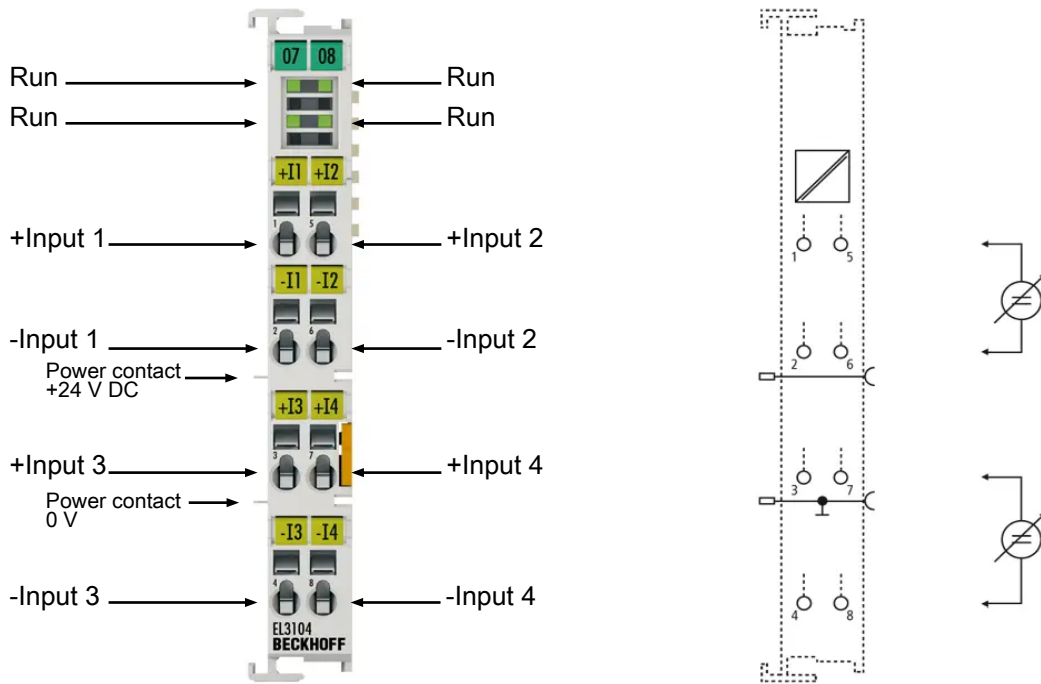 07 08
Run Run
Run Run
+I1 +I2
1 5
+Input 1 +Input 2
-I1 -I2
2 6
-Input 1 -Input 2
Power contact
+24 V DC
+I3 +I4
3 7
+Input 3 +Input 4
Power contact
0 V
-I3 -I4
4 8
-Input 3 -Input 4
EL3104
BECKHOFF
1 5
2 6
3 7
4 8